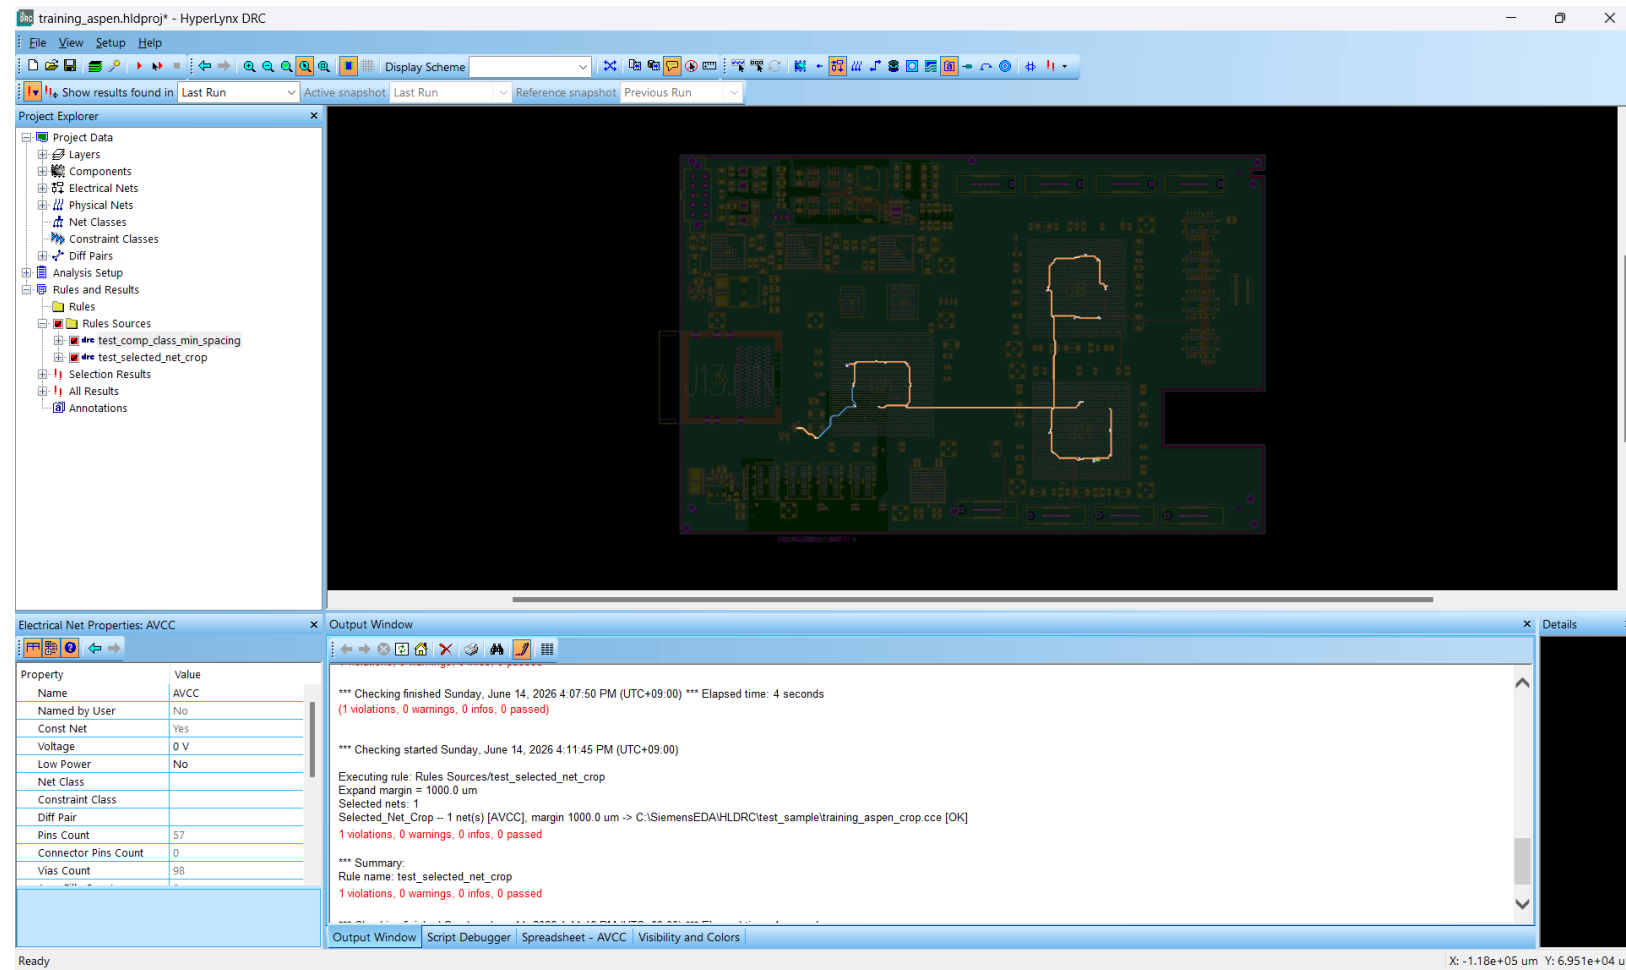 training_aspen.hldproj* - HyperLynx DRC
File View Setup Help
Display Scheme
Show results found in Last Run Active snapshot Last Run Reference snapshot Previous Run
Project Explorer
Project Data
Layers
Components
Electrical Nets
Physical Nets
Net Classes
Constraint Classes
Diff Pairs
Analysis Setup
Rules and Results
Rules
Rules Sources
drc test_comp_class_min_spacing
drc test_selected_net_crop
Selection Results
All Results
Annotations
Electrical Net Properties: AVCC
Property Value
Name AVCC
Named by User No
Const Net Yes
Voltage 0 V
Low Power No
Net Class
Constraint Class
Diff Pair
Pins Count 57
Connector Pins Count 0
Vias Count 98
Output Window
*** Checking finished Sunday, June 14, 2026 4:07:50 PM (UTC+09:00) *** Elapsed time: 4 seconds
(1 violations, 0 warnings, 0 infos, 0 passed)
*** Checking started Sunday, June 14, 2026 4:11:45 PM (UTC+09:00)
Executing rule: Rules Sources/test_selected_net_crop
Expand margin = 1000.0 um
Selected nets: 1
Selected_Net_Crop -- 1 net(s) [AVCC], margin 1000.0 um -> C:\SiemensEDA\HLDRC\test_sample\training_aspen_crop.cce [OK]
1 violations, 0 warnings, 0 infos, 0 passed
*** Summary:
Rule name: test_selected_net_crop
1 violations, 0 warnings, 0 infos, 0 passed
Output Window Script Debugger Spreadsheet - AVCC Visibility and Colors
Details
Ready
X: -1.18e+05 um Y: 6.951e+04 u